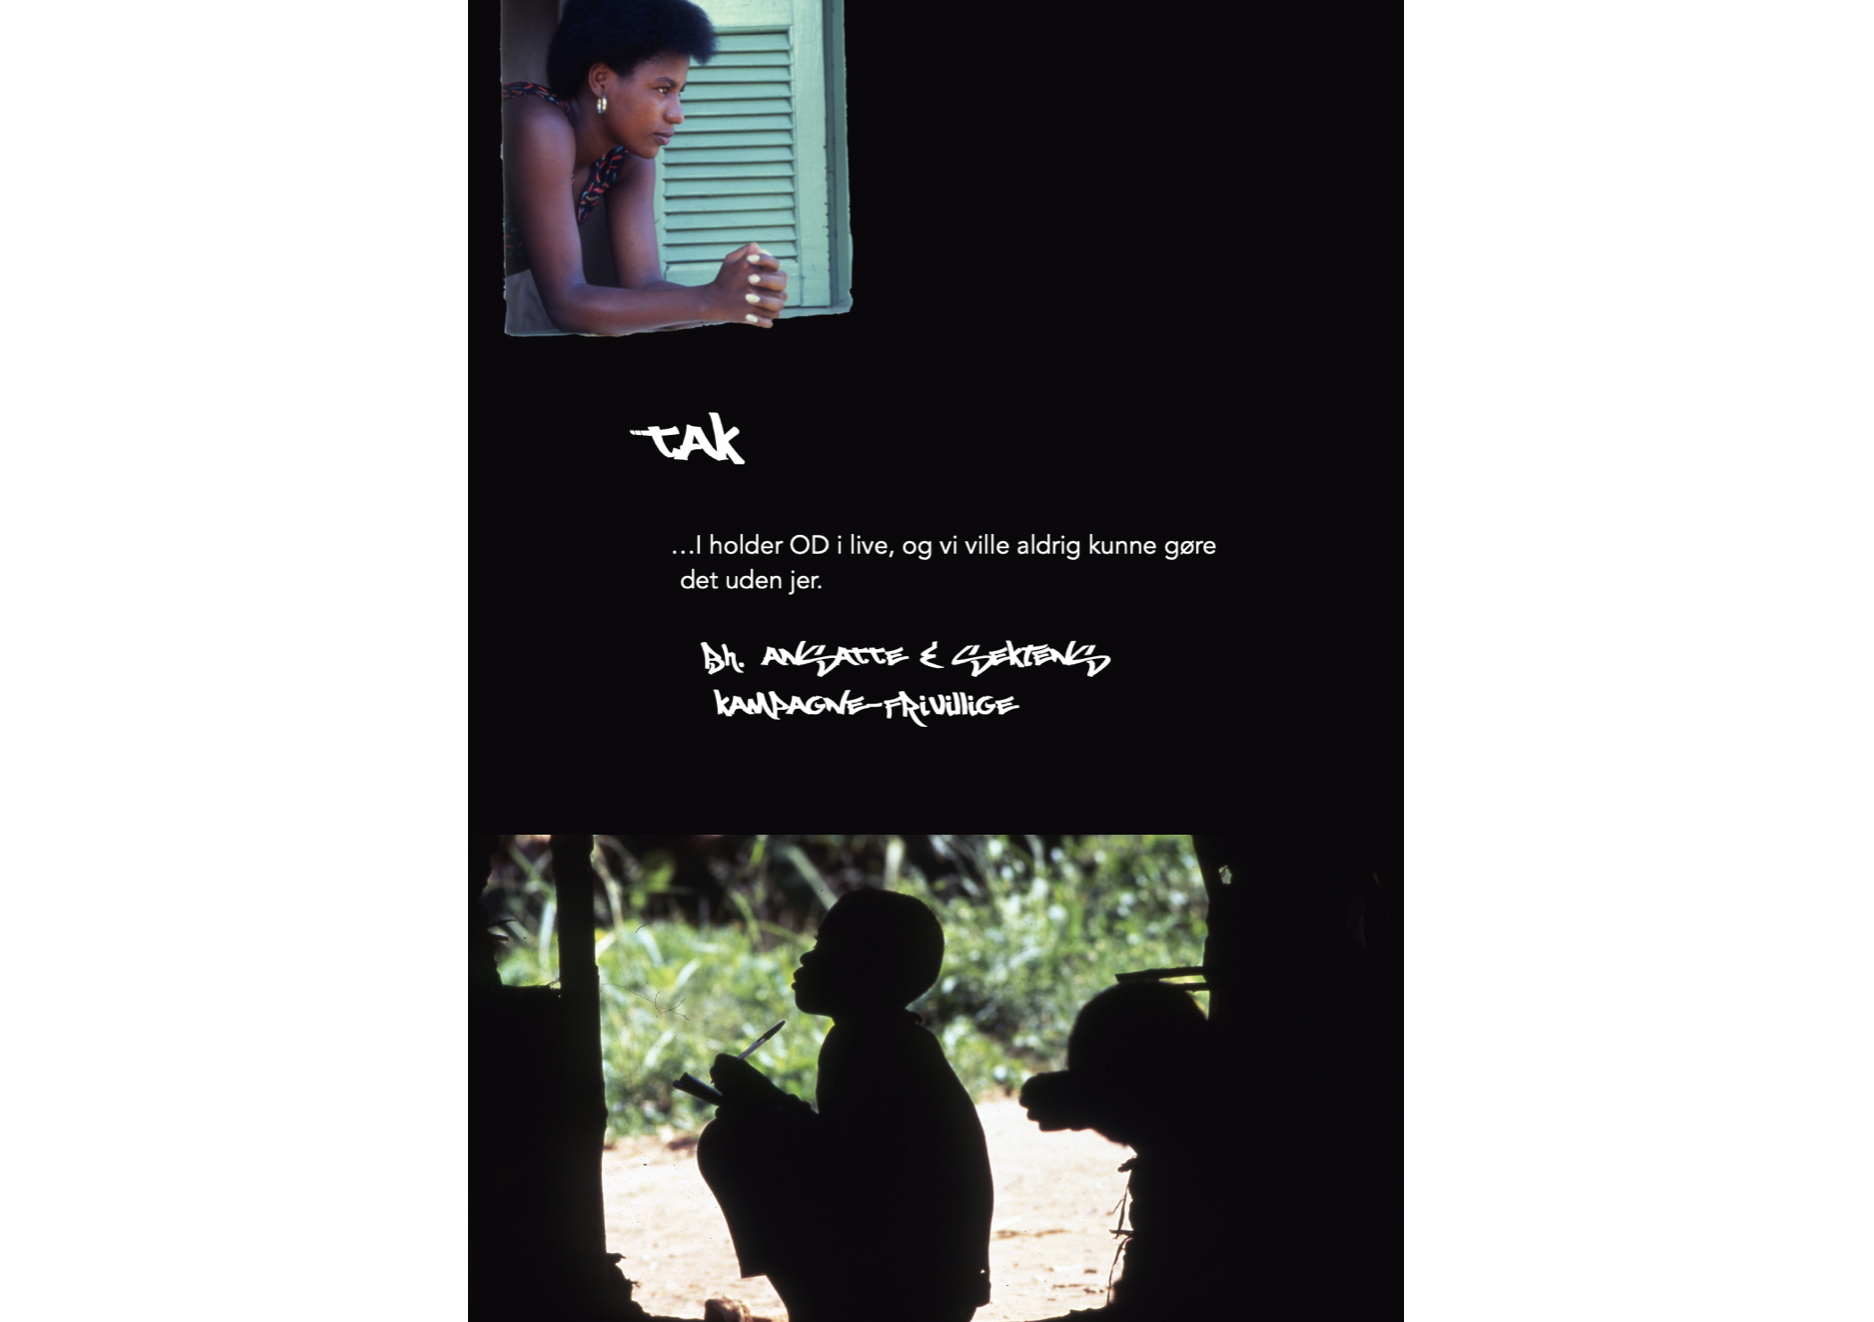 TAK
…I holder OD i live, og vi ville aldrig kunne gøre
det uden jer.
Bh. ANSATTE & SEKTENS
KAMPAGNE-FRIVILLIGE